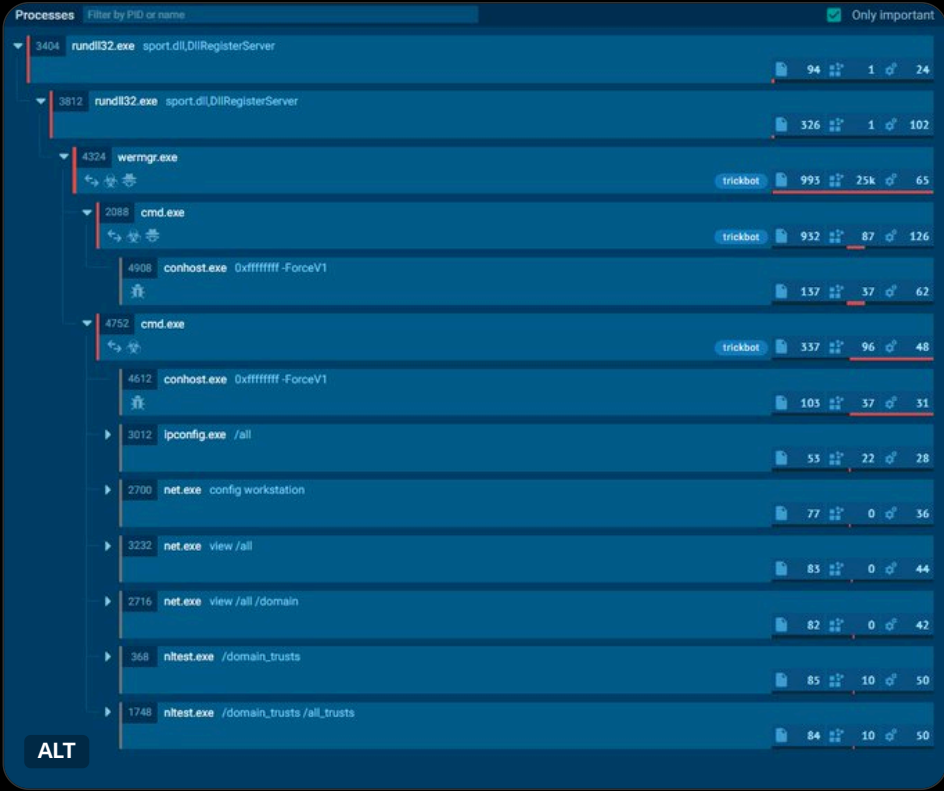 Processes Filter by PID or name Only important
3404 rundll32.exe sport.dll,DllRegisterServer
94 1 24
3812 rundll32.exe sport.dll,DllRegisterServer
326 1 102
4324 wermgr.exe
trickbot 993 25k 65
2088 cmd.exe
trickbot 932 87 126
4908 conhost.exe 0xffffffff -ForceV1
137 37 62
4752 cmd.exe
trickbot 337 96 48
4612 conhost.exe 0xffffffff -ForceV1
103 37 31
3012 ipconfig.exe /all
53 22 28
2700 net.exe config workstation
77 0 36
3232 net.exe view /all
83 0 44
2716 net.exe view /all /domain
82 0 42
368 nltest.exe /domain_trusts
85 10 50
1748 nltest.exe /domain_trusts /all_trusts
84 10 50
ALT